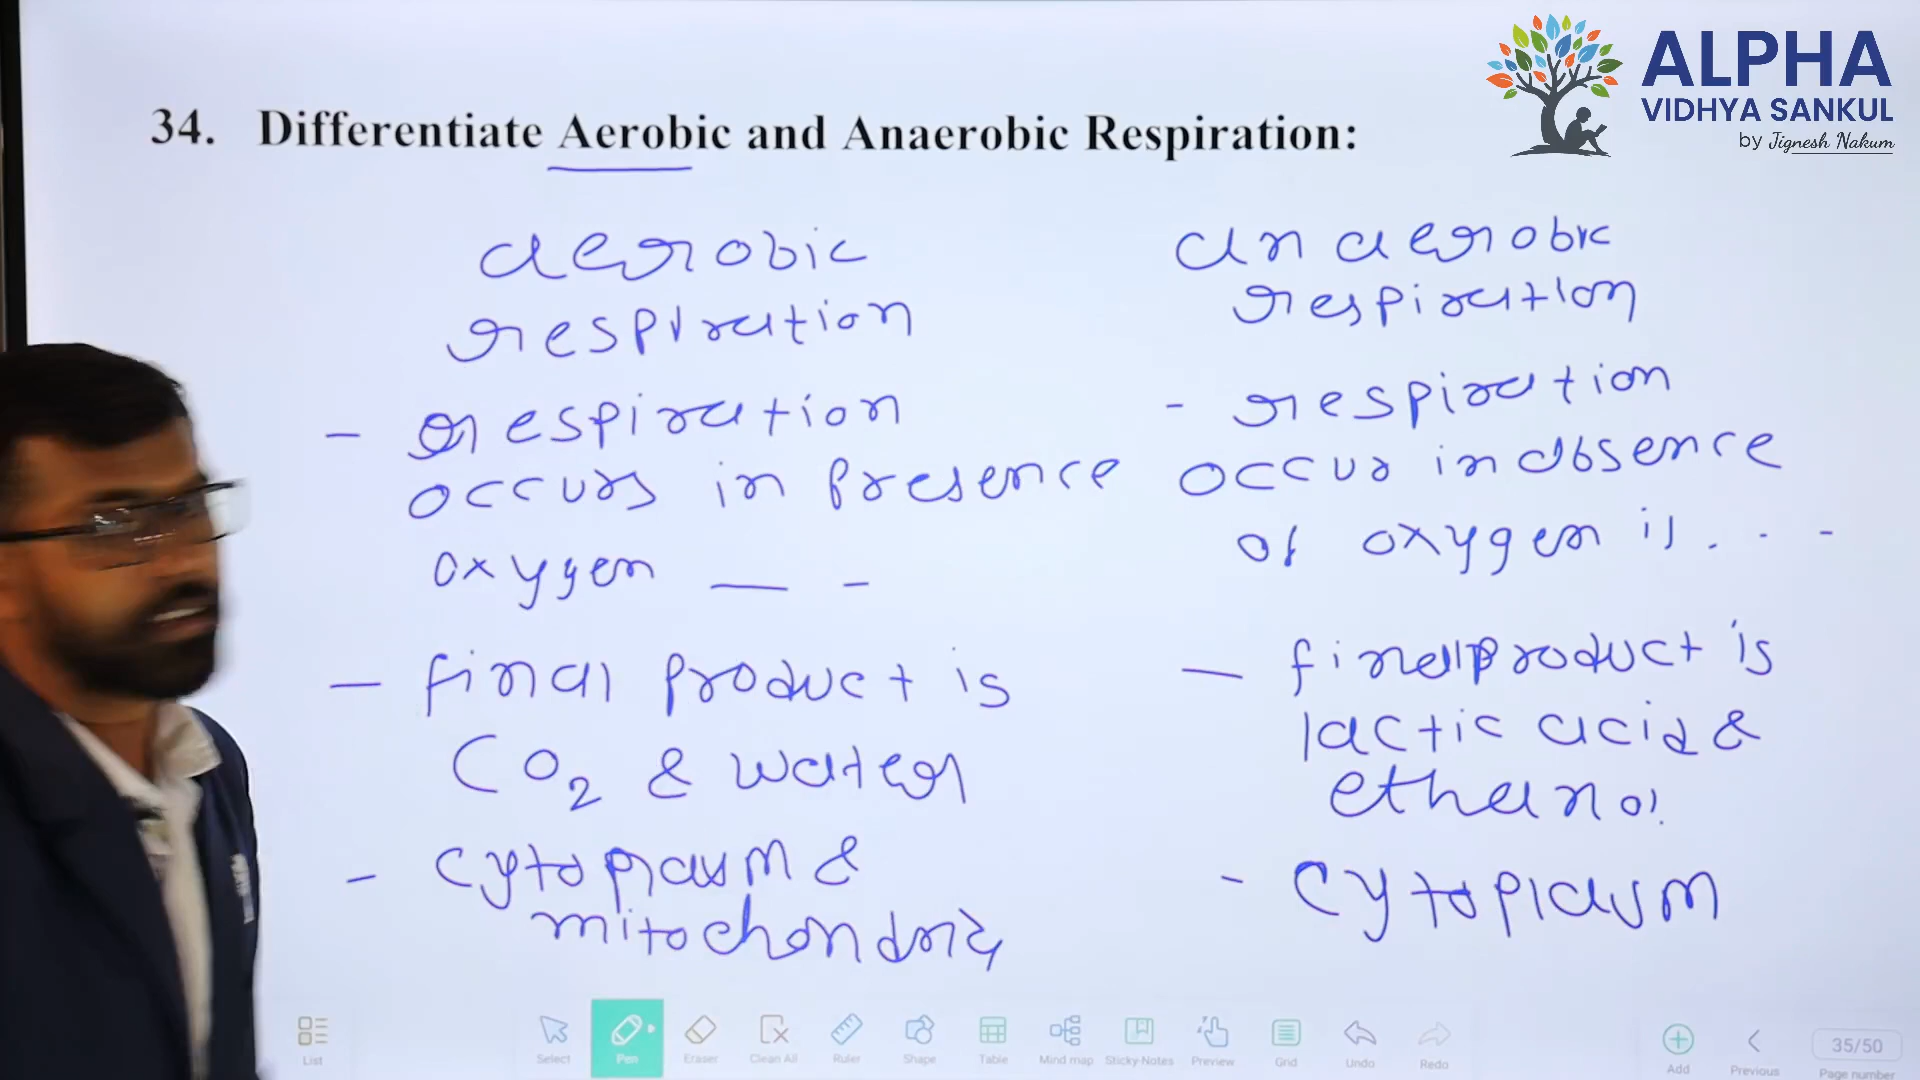 ALPHA
VIDHYA SANKUL
by Jignesh Nakum
34. Differentiate Aerobic and Anaerobic Respiration:
aerobic
respiration
- respiration
occurs in presence
oxygen — -
- final product is
CO₂ & water
- cytoplasm &
mitochondria
anaerobic
respiration
- respiration
occur in absence
of oxygen is . - -
- final product is
lactic acid &
ethanol
- cytoplasm
List
Select
Pen
Eraser
Clean All
Ruler
Shape
Table
Mind map
Sticky Notes
Preview
Grid
Undo
Redo
Add
Previous
35/50
Page number